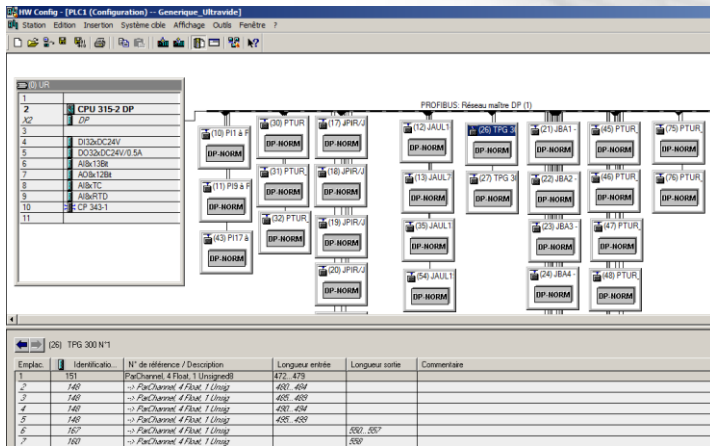 HW Config - [PLC1 (Configuration) -- Generique_Ultravide]
Station Edition Insertion Système cible Affichage Outils Fenêtre ?
(0) UR
1
2 CPU 315-2 DP
X2 DP
3
4 DI32xDC24V
5 DO32xDC24V/0.5A
6 AI8x13Bit
7 AO8x12Bit
8 AI8xTC
9 AI8xRTD
10 CP 343-1
11
PROFIBUS: Réseau maître DP (1)
(10) PI1 à F (30) PTUR (17) JPIR/J (12) JAUL1 (26) TPG 30 (21) JBA1 - (45) PTUR_ (75) PTUR_
DP-NORM DP-NORM DP-NORM DP-NORM DP-NORM DP-NORM DP-NORM DP-NORM
(11) PI9 à F (31) PTUR_ (18) JPIR/J (13) JAUL7 (27) TPG 3 (22) JBA2 - (46) PTUR_ (76) PTUR_
DP-NORM DP-NORM DP-NORM DP-NORM DP-NORM DP-NORM DP-NORM DP-NORM
(43) PI17 à (32) PTUR_ (19) JPIR/J (35) JAUL1 (23) JBA3 - (47) PTUR_
DP-NORM DP-NORM DP-NORM DP-NORM DP-NORM DP-NORM
(20) JPIR/J (54) JAUL1 (24) JBA4 - (48) PTUR_
DP-NORM DP-NORM DP-NORM DP-NORM
(26) TPG 300 N°1
Emplac. Identificatio... N° de référence / Description Longueur entrée Longueur sortie Commentaire
1 151 ParChannel, 4 Float, 1 Unsigned8 472...479
2 148 --> ParChannel, 4 Float, 1 Unsig 480...484
3 148 --> ParChannel, 4 Float, 1 Unsig 485...489
4 148 --> ParChannel, 4 Float, 1 Unsig 490...494
5 148 --> ParChannel, 4 Float, 1 Unsig 495...499
6 167 --> ParChannel, 4 Float, 1 Unsig 550...557
7 160 --> ParChannel, 4 Float, 1 Unsig 558